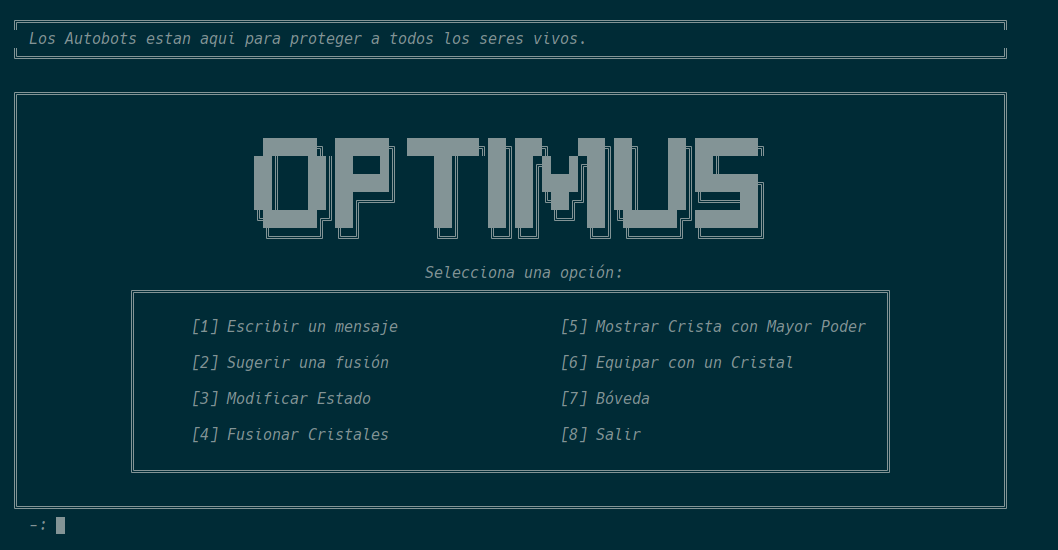 Los Autobots estan aqui para proteger a todos los seres vivos.
OPTIMUS
Selecciona una opción:
[1] Escribir un mensaje
[2] Sugerir una fusión
[3] Modificar Estado
[4] Fusionar Cristales
[5] Mostrar Crista con Mayor Poder
[6] Equipar con un Cristal
[7] Bóveda
[8] Salir
-: